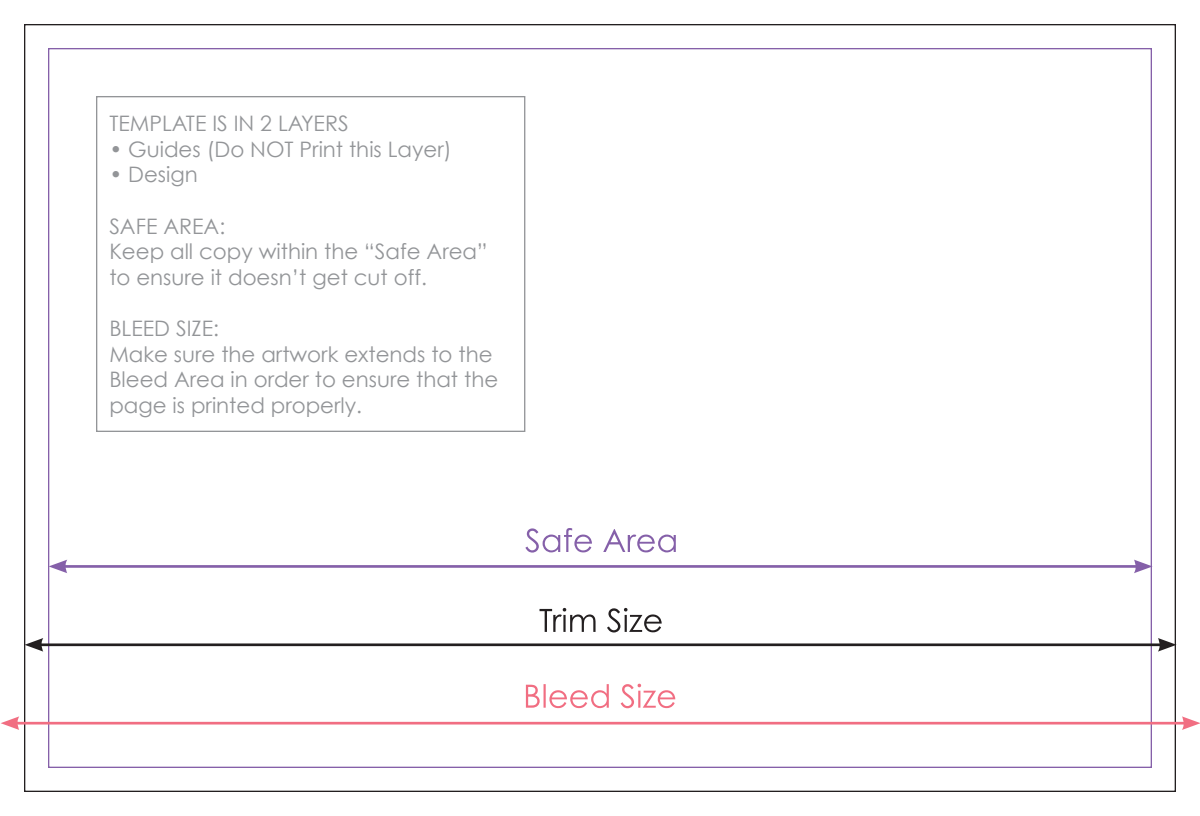 TEMPLATE IS IN 2 LAYERS
• Guides (Do NOT Print this Layer)
• Design
SAFE AREA:
Keep all copy within the “Safe Area”
to ensure it doesn’t get cut off.
BLEED SIZE:
Make sure the artwork extends to the
Bleed Area in order to ensure that the
page is printed properly.
Safe Area
Trim Size
Bleed Size